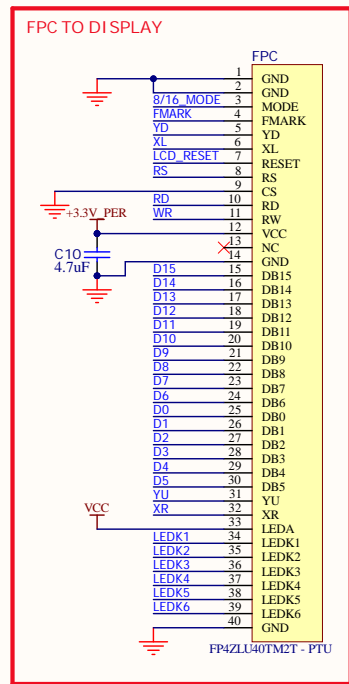 FPC TO DISPLAY
FPC
1 GND
2 GND
8/16_MODE 3 MODE
FMARK 4 FMARK
YD 5 YD
XL 6 XL
LCD_RESET 7 RESET
RS 8 RS
9 CS
RD 10 RD
WR 11 RW
+3.3V_PER 12 VCC
13 NC
C10 14 GND
4.7uF
D15 15 DB15
D14 16 DB14
D13 17 DB13
D12 18 DB12
D11 19 DB11
D10 20 DB10
D9 21 DB9
D8 22 DB8
D7 23 DB7
D6 24 DB6
D0 25 DB0
D1 26 DB1
D2 27 DB2
D3 28 DB3
D4 29 DB4
D5 30 DB5
YU 31 YU
XR 32 XR
VCC 33 LEDA
LEDK1 34 LEDK1
LEDK2 35 LEDK2
LEDK3 36 LEDK3
LEDK4 37 LEDK4
LEDK5 38 LEDK5
LEDK6 39 LEDK6
40 GND
FP4ZLU40TM2T - PTU